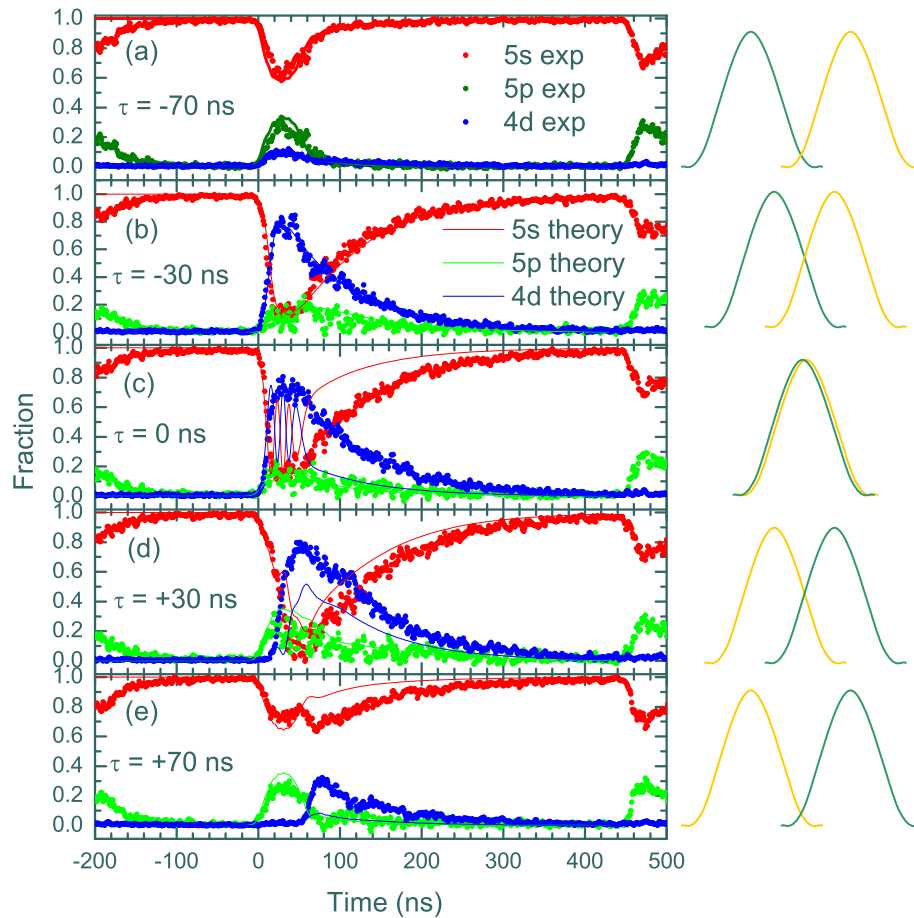 1.0
0.8
0.6
0.4
0.2
0.0
(a)
τ = -70 ns
5s exp
5p exp
4d exp
1.0
0.8
0.6
0.4
0.2
0.0
(b)
τ = -30 ns
5s theory
5p theory
4d theory
Fraction
1.0
0.8
0.6
0.4
0.2
0.0
(c)
τ = 0 ns
1.0
0.8
0.6
0.4
0.2
0.0
(d)
τ = +30 ns
1.0
0.8
0.6
0.4
0.2
0.0
(e)
τ = +70 ns
-200 -100 0 100 200 300 400 500
Time (ns)